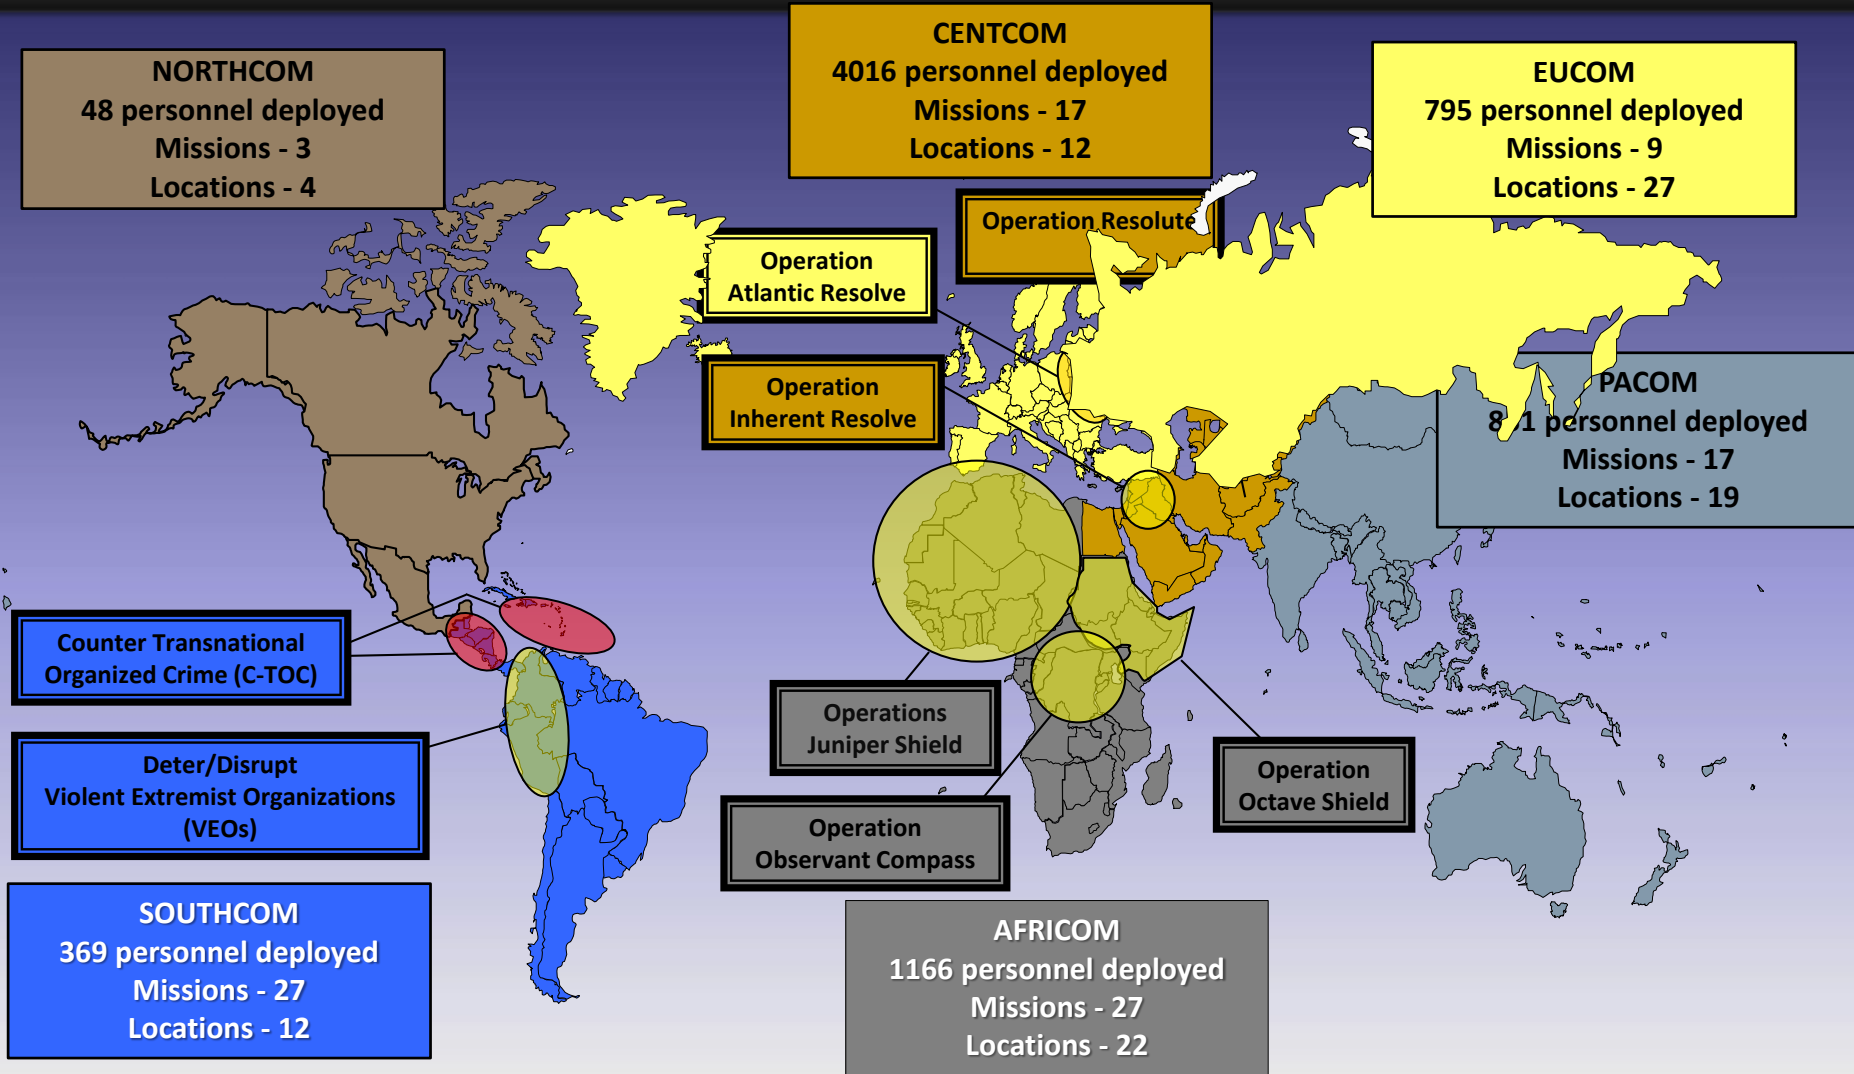 NORTHCOM
48 personnel deployed
Missions - 3
Locations - 4
CENTCOM
4016 personnel deployed
Missions - 17
Locations - 12
EUCOM
795 personnel deployed
Missions - 9
Locations - 27
Operation Resolute
Operation
Atlantic Resolve
Operation
Inherent Resolve
PACOM
personnel deployed
Missions - 17
Locations - 19
Counter Transnational
Organized Crime (C-TOC)
Deter/Disrupt
Violent Extremist Organizations
(VEOs)
Operations
Juniper Shield
Operation
Observant Compass
Operation
Octave Shield
SOUTHCOM
369 personnel deployed
Missions - 27
Locations - 12
AFRICOM
1166 personnel deployed
Missions - 27
Locations - 22